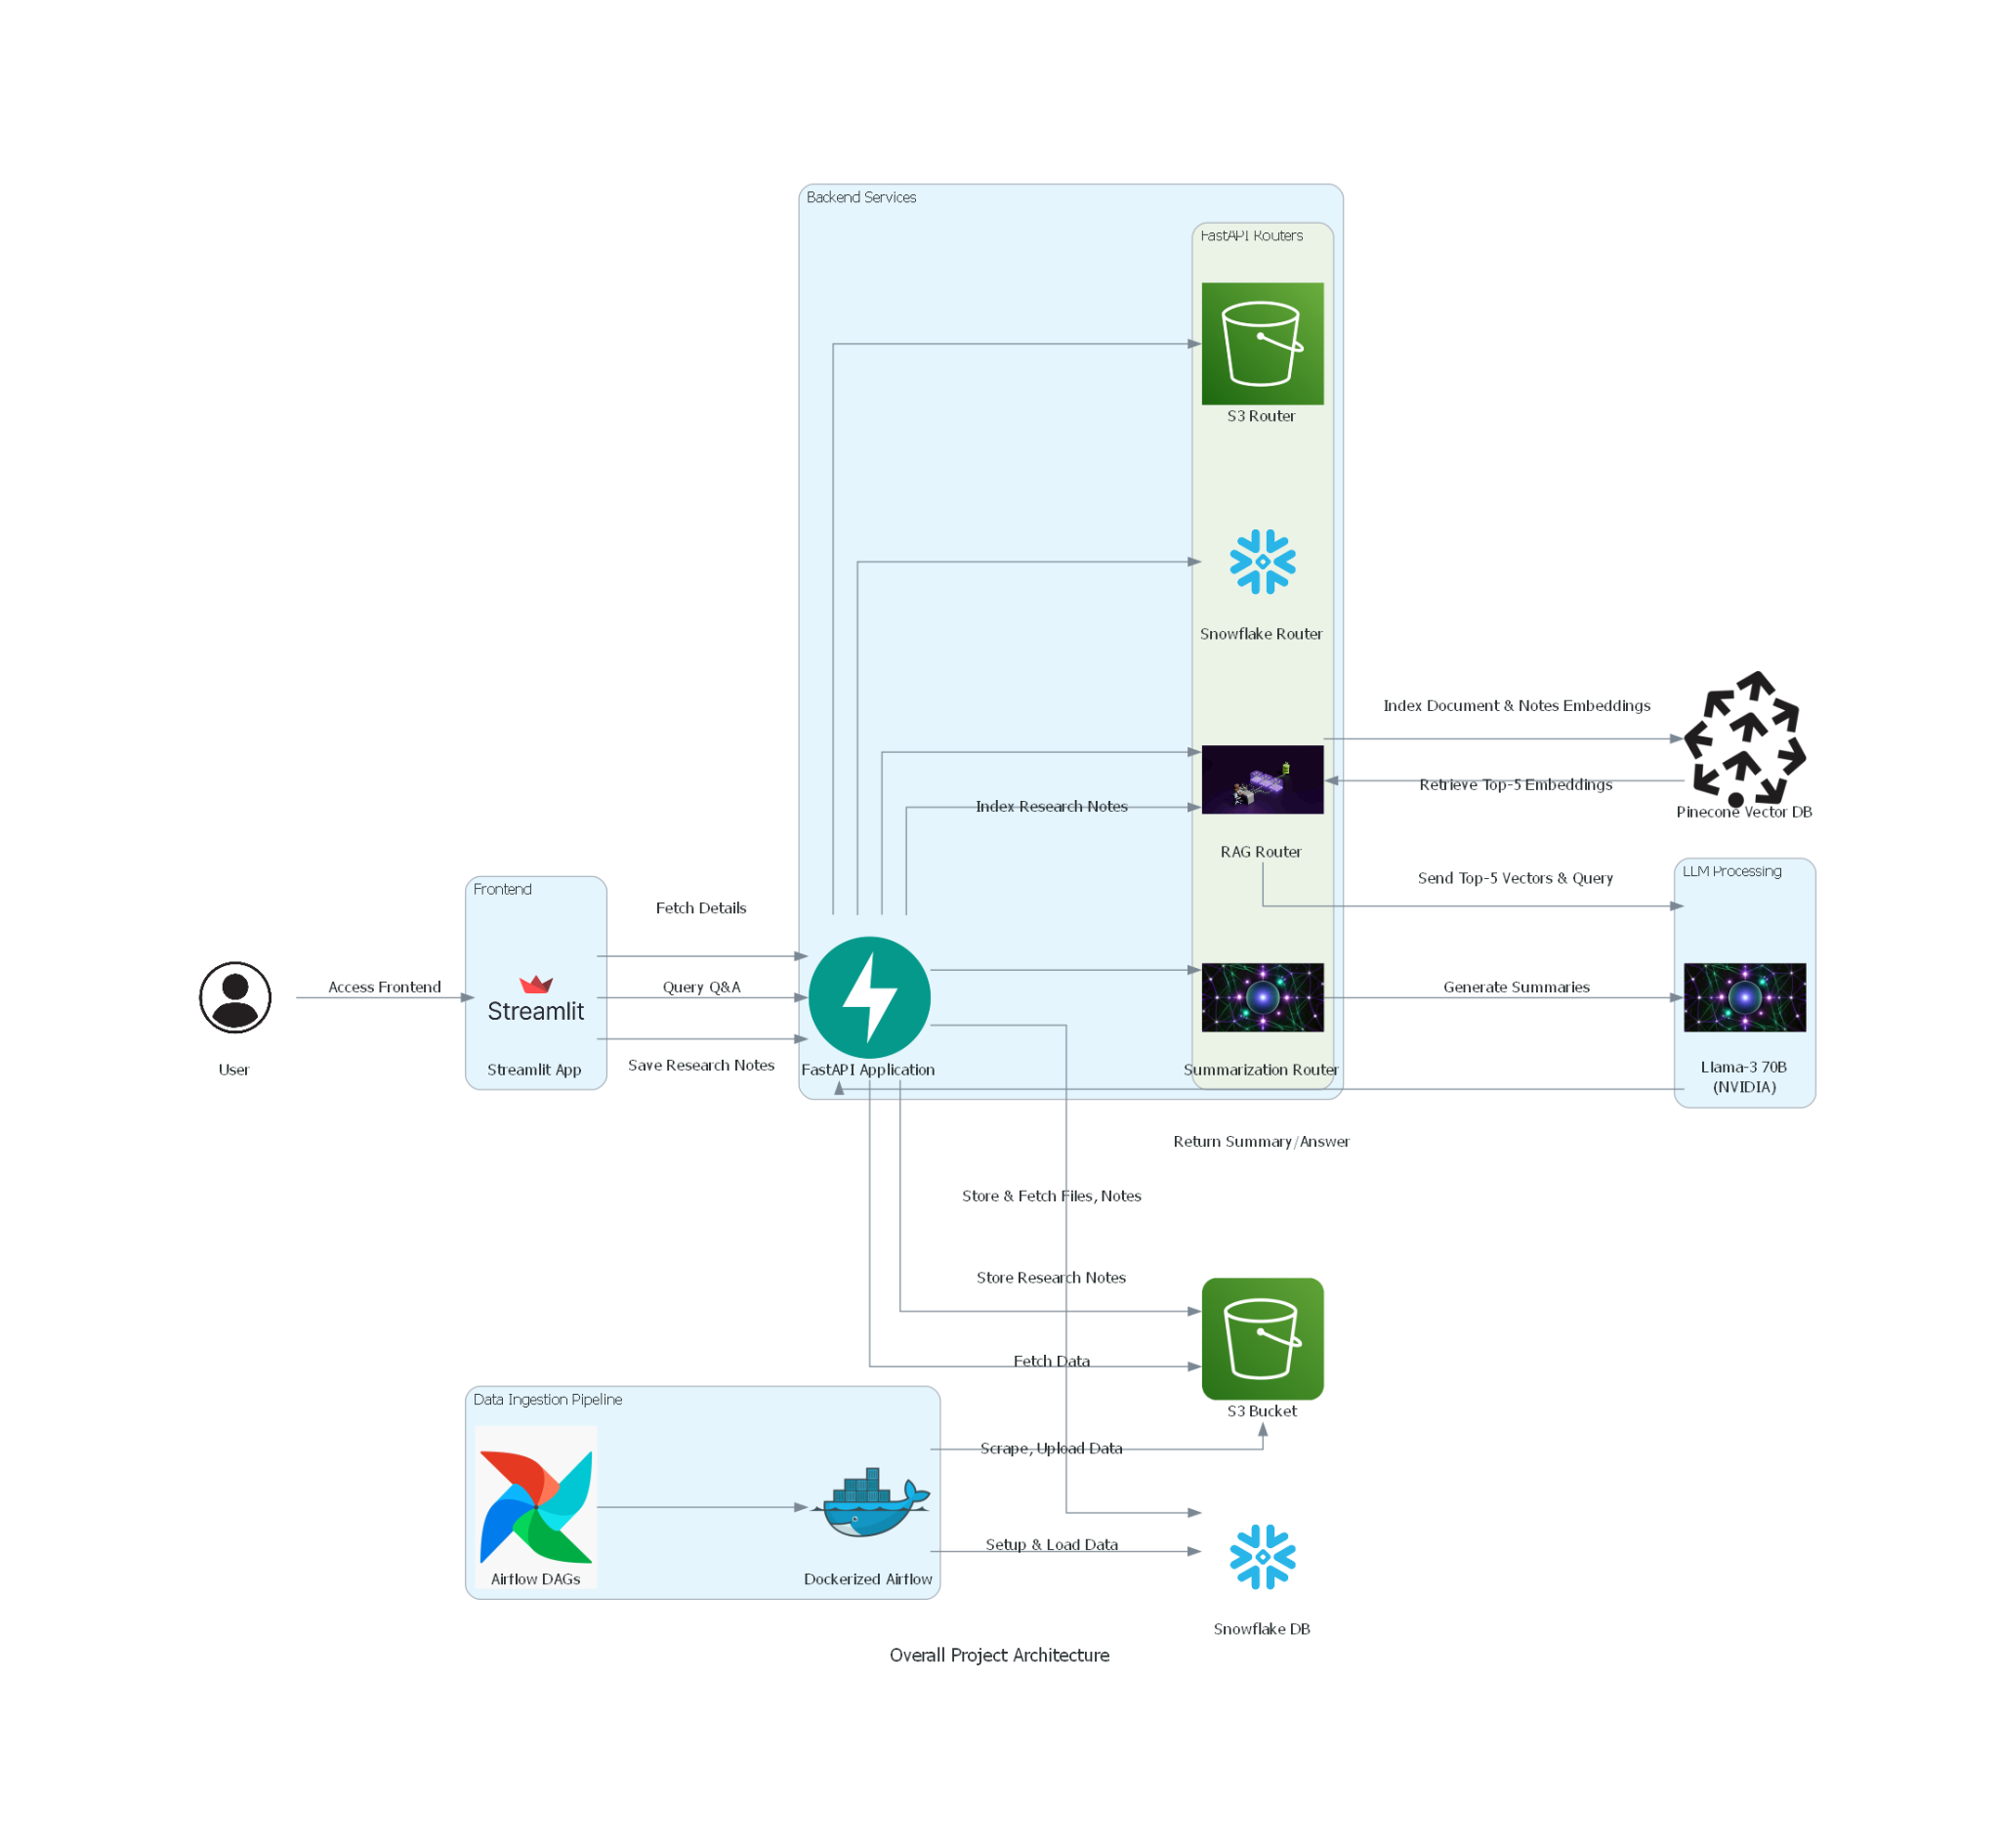 Backend Services
FastAPI Routers
S3 Router
Snowflake Router
Index Document & Notes Embeddings
Retrieve Top-5 Embeddings
Pinecone Vector DB
Index Research Notes
RAG Router
Send Top-5 Vectors & Query
LLM Processing
Frontend
Fetch Details
Access Frontend
Streamlit
Query Q&A
Generate Summaries
User
Streamlit App
Save Research Notes
FastAPI Application
Summarization Router
Llama-3 70B
(NVIDIA)
Return Summary/Answer
Store & Fetch Files, Notes
Store Research Notes
Fetch Data
S3 Bucket
Data Ingestion Pipeline
Scrape, Upload Data
Setup & Load Data
Airflow DAGs
Dockerized Airflow
Snowflake DB
Overall Project Architecture